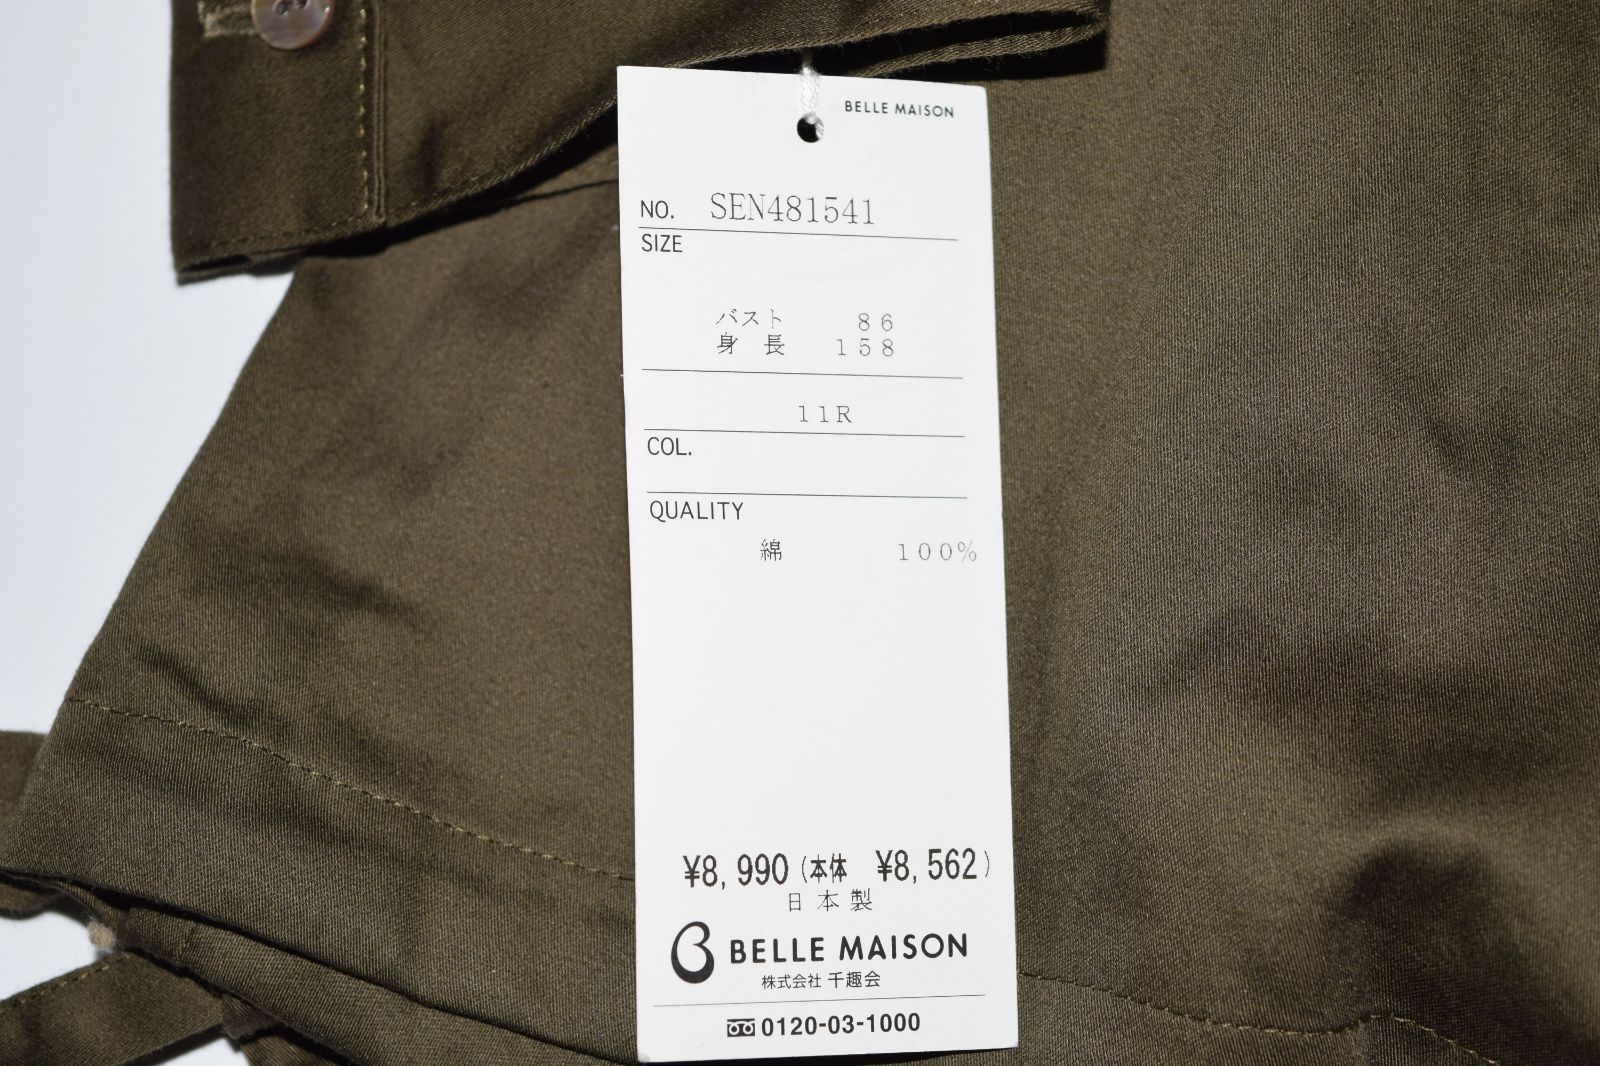 BELLE MAISON
NO. SEN481541
SIZE
バスト 86
身長 158
11R
COL.
QUALITY
綿 100%
¥8,990(本体 ¥8,562)
日本製
BELLE MAISON
株式会社 千趣会
0120-03-1000